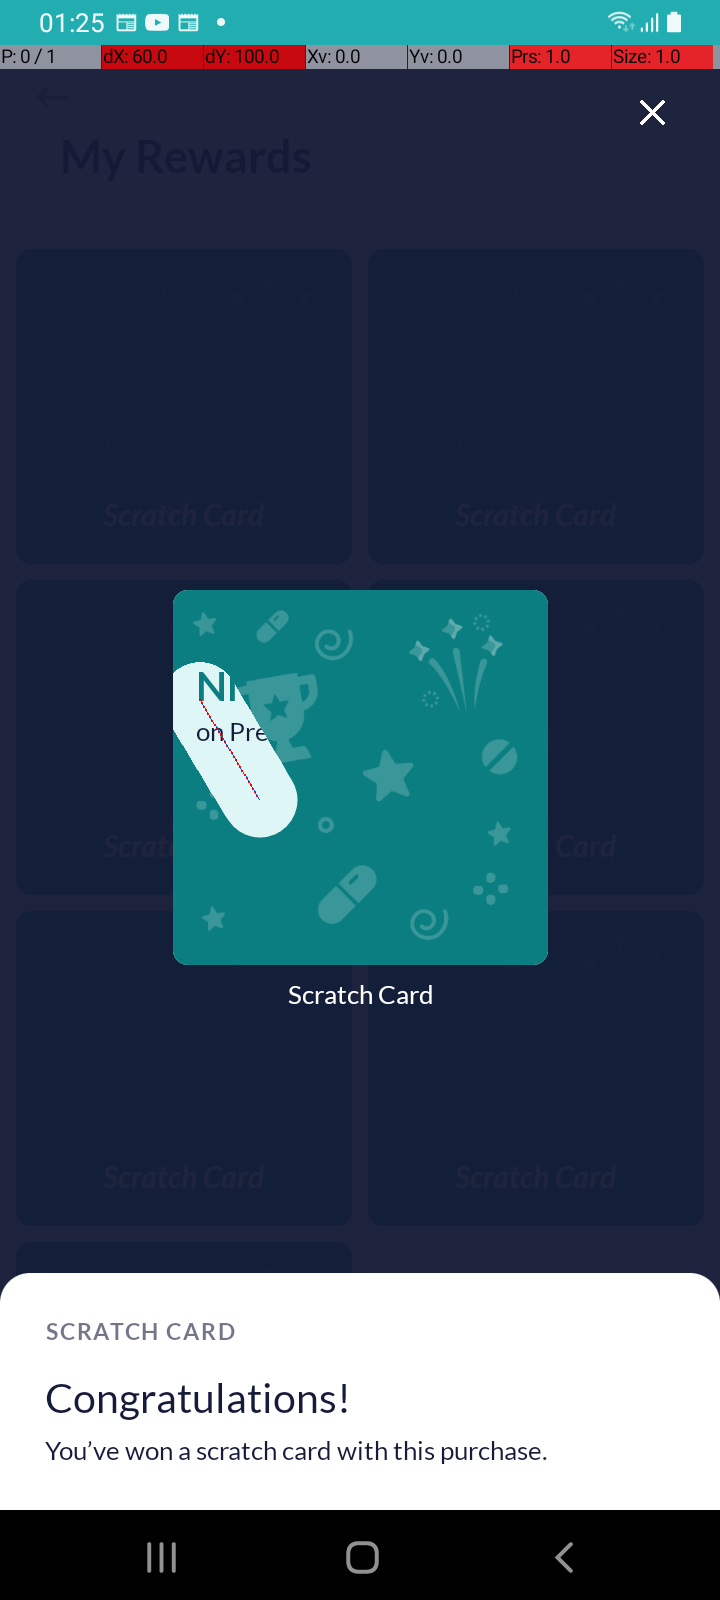 01:25
P: 0 / 1 dX: 60.0 dY: 100.0 Xv: 0.0 Yv: 0.0 Prs: 1.0 Size: 1.0
My Rewards
Scratch Card Scratch Card
on Pre
Card
Scratch Card
Scratch Card Scratch Card
SCRATCH CARD
Congratulations!
You’ve won a scratch card with this purchase.